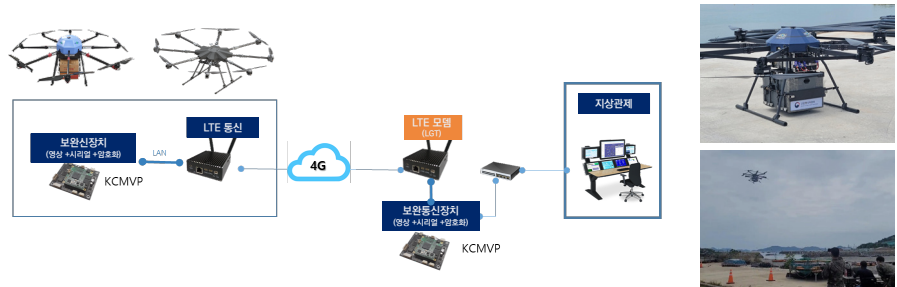 보완신장치
(영상 +시리얼 +암호화)
KCMVP
LAN
LTE 통신
4G
LTE 모뎀
(LGT)
보완통신장치
(영상 +시리얼 +암호화)
KCMVP
지상관제